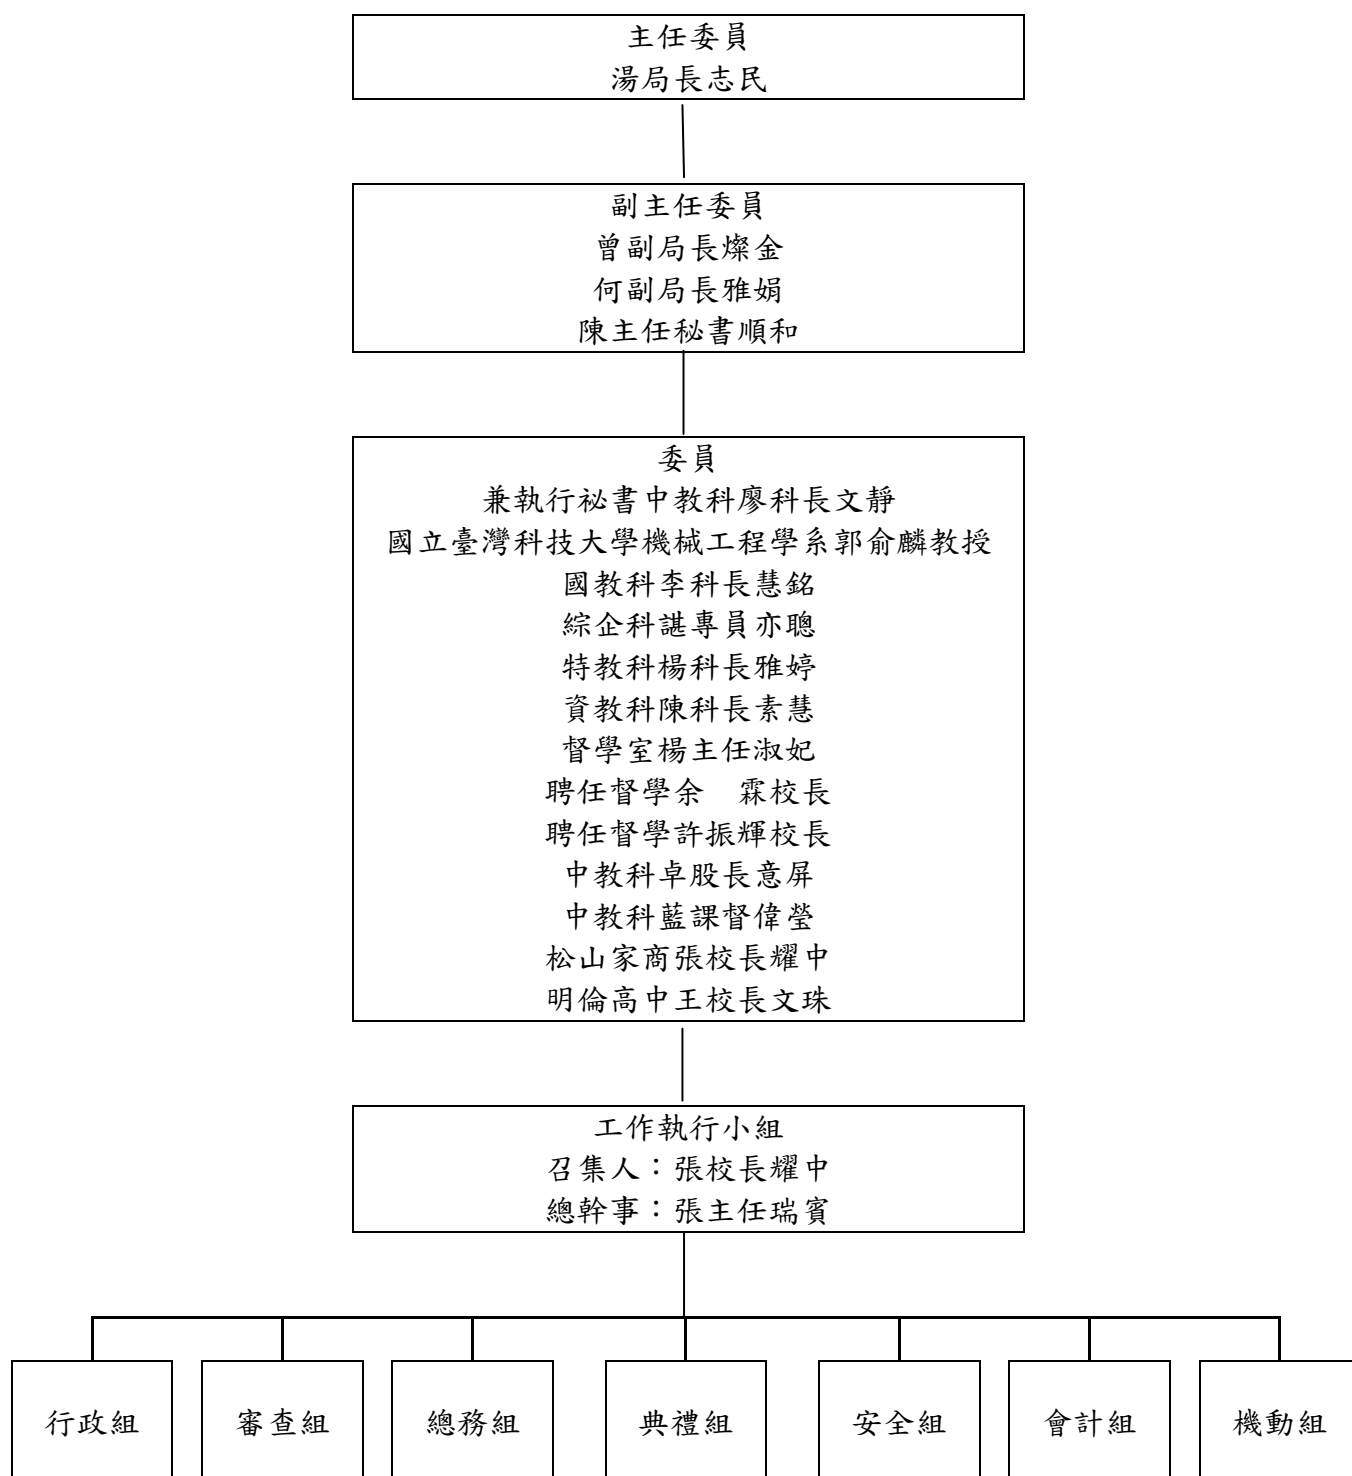 主任委員
湯局長志民
副主任委員
曾副局長燦金
何副局長雅娟
陳主任秘書順和
委員
兼執行祕書中教科廖科長文靜
國立臺灣科技大學機械工程學系郭俞麟教授
國教科李科長慧銘
綜企科諶專員亦聰
特教科楊科長雅婷
資教科陳科長素慧
督學室楊主任淑妃
聘任督學余　霖校長
聘任督學許振輝校長
中教科卓股長意屏
中教科藍課督偉瑩
松山家商張校長耀中
明倫高中王校長文珠
工作執行小組
召集人：張校長耀中
總幹事：張主任瑞賓
行政組
審查組
總務組
典禮組
安全組
會計組
機動組